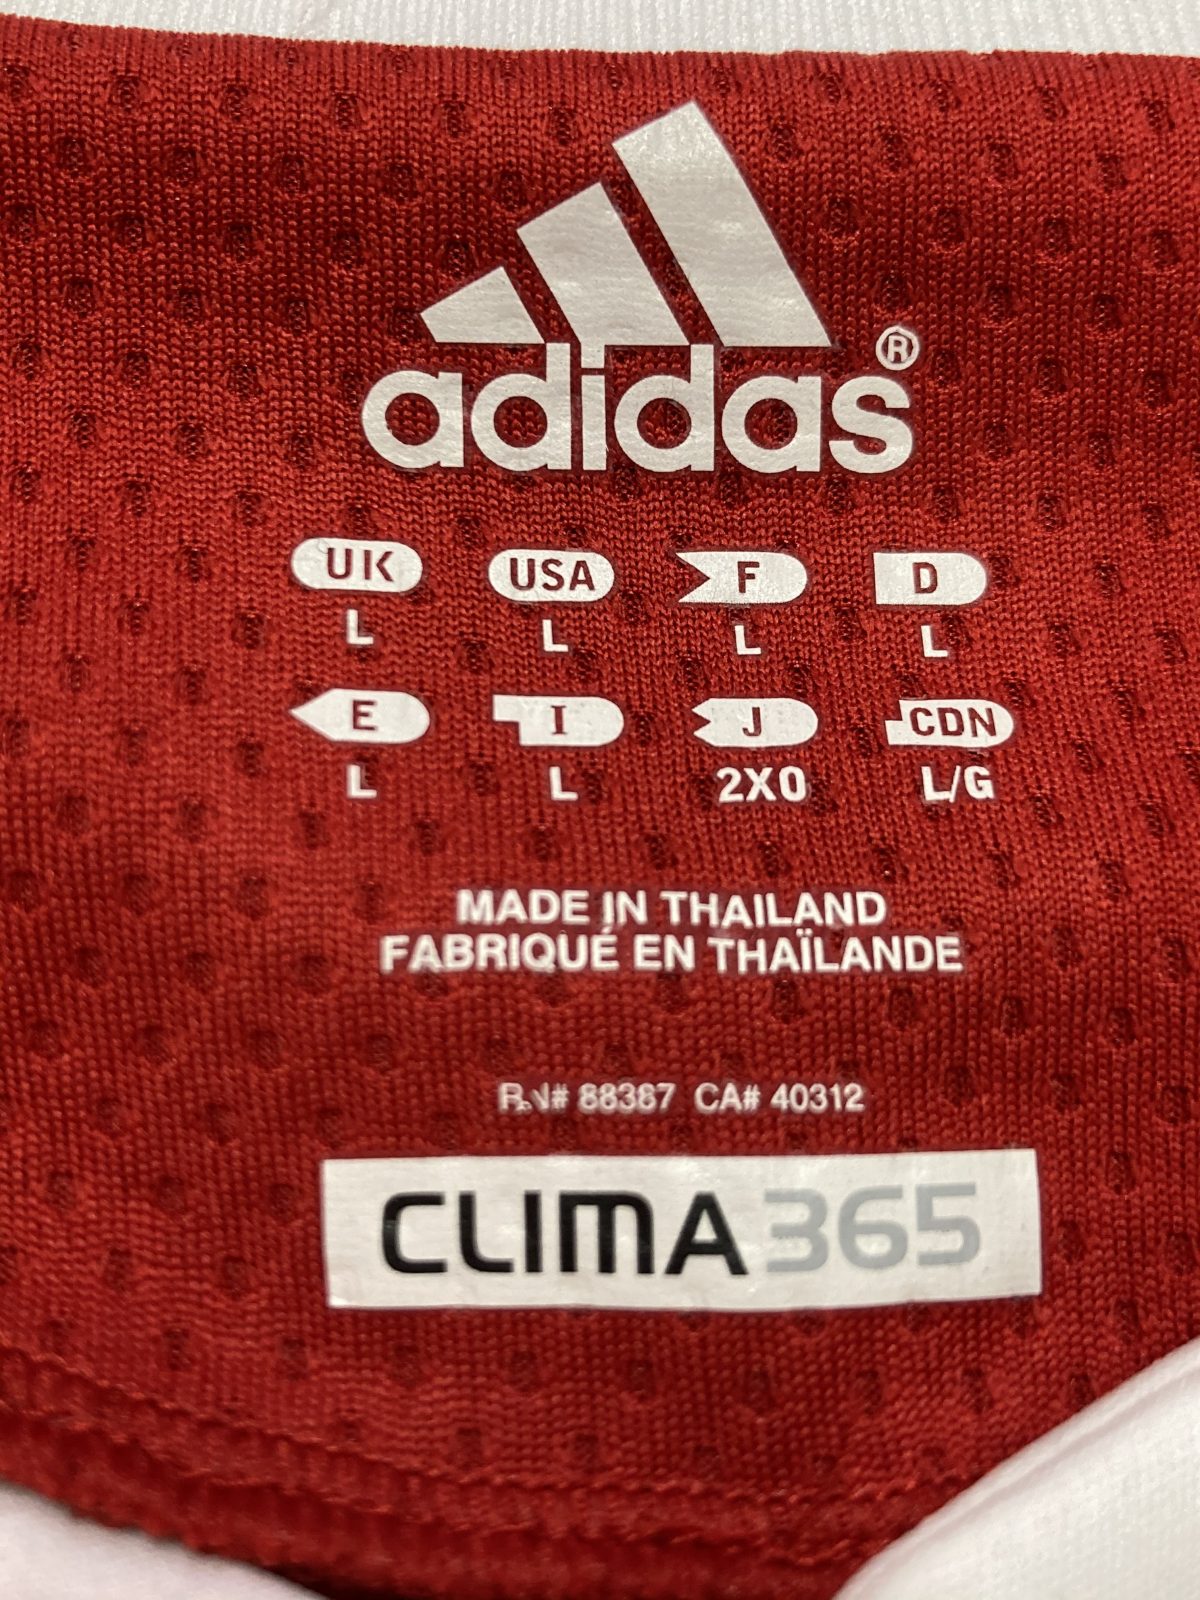 adidas®
UK USA F D
L L L L
E I J CDN
L L 2XO L/G
MADE IN THAILAND
FABRIQUÉ EN THAÏLANDE
RN# 88387 CA# 40312
CLIMA365